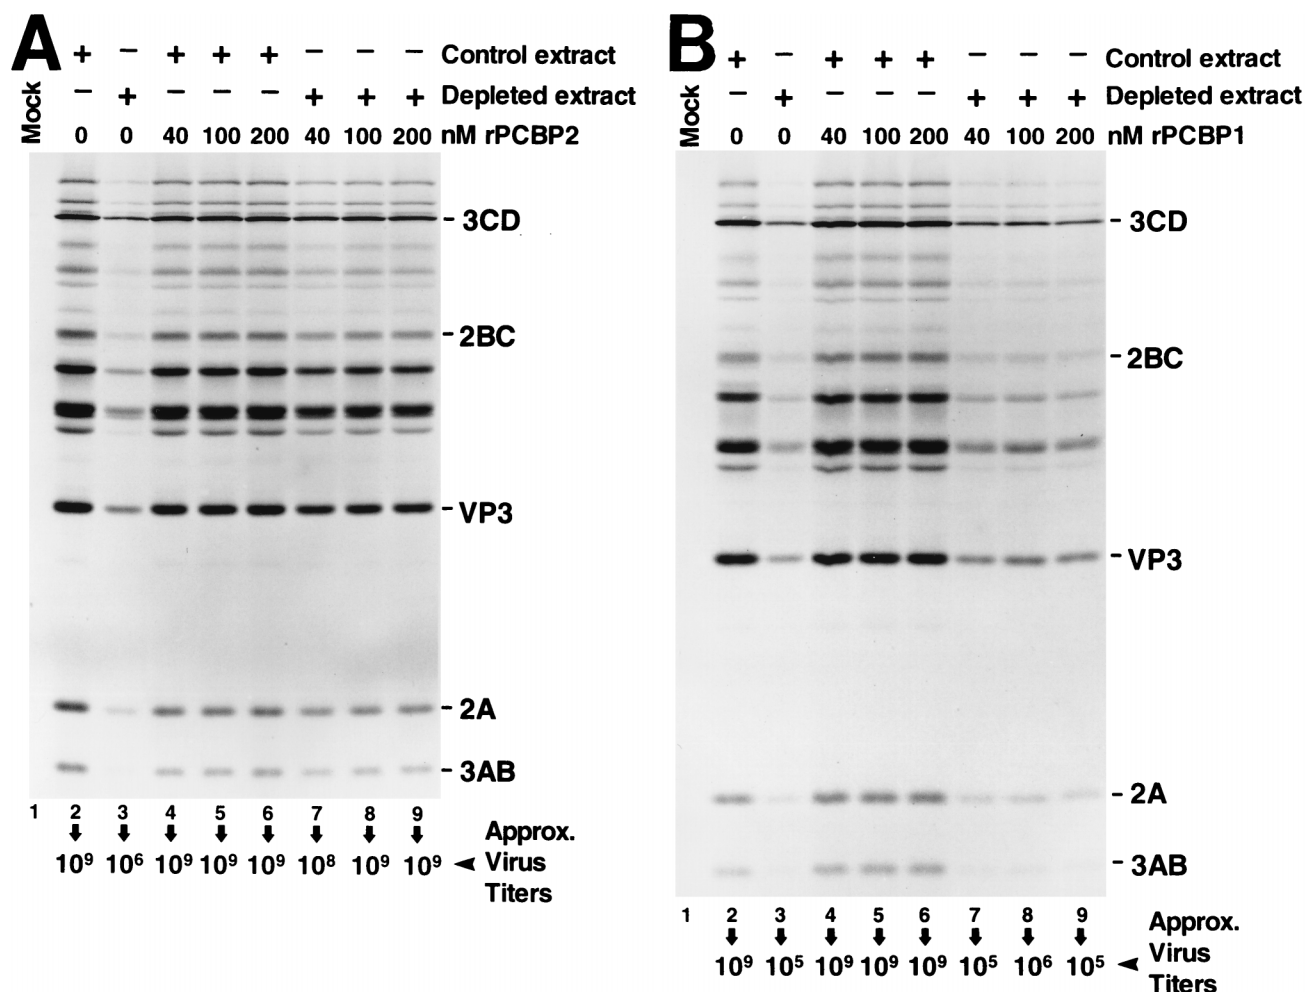 A
+ − + + + − − − Control extract
− + − − − + + + Depleted extract
Mock
0 0 40 100 200 40 100 200 nM rPCBP2
3CD
2BC
VP3
2A
3AB
1 2 3 4 5 6 7 8 9
10⁹ 10⁶ 10⁹ 10⁹ 10⁹ 10⁸ 10⁹ 10⁹
Approx.
Virus
Titers
B
+ − + + + − − − Control extract
− + − − − + + + Depleted extract
Mock
0 0 40 100 200 40 100 200 nM rPCBP1
3CD
2BC
VP3
2A
3AB
1 2 3 4 5 6 7 8 9
10⁹ 10⁵ 10⁹ 10⁹ 10⁹ 10⁵ 10⁶ 10⁵
Approx.
Virus
Titers